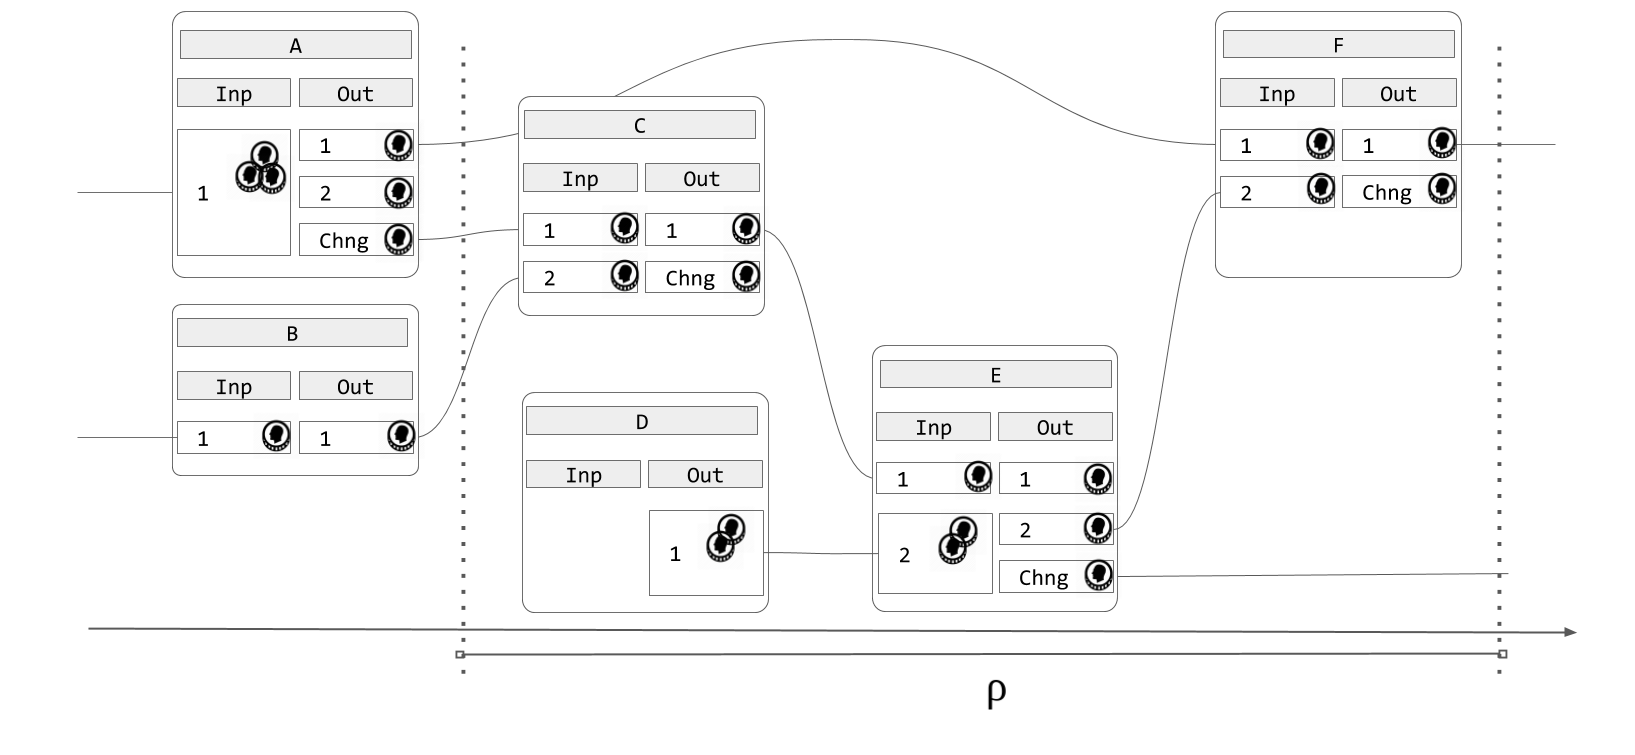 A
Inp Out
1
1
2
Chng
B
Inp Out
1 1
C
Inp Out
1 1
2 Chng
D
Inp Out
1
E
Inp Out
1 1
2
2
Chng
F
Inp Out
1 1
2 Chng
ρ